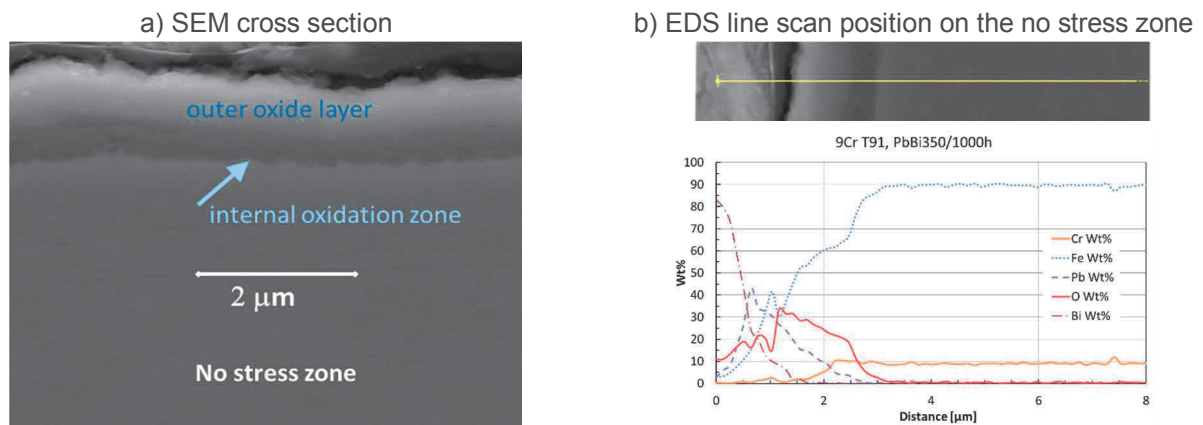 a) SEM cross section
outer oxide layer
internal oxidation zone
2 μm
No stress zone
b) EDS line scan position on the no stress zone
9Cr T91, PbBi350/1000h
100
90
80
70
60
50
40
30
20
10
0
Wt%
Cr Wt%
Fe Wt%
Pb Wt%
O Wt%
Bi Wt%
0 2 4 6 8
Distance [μm]